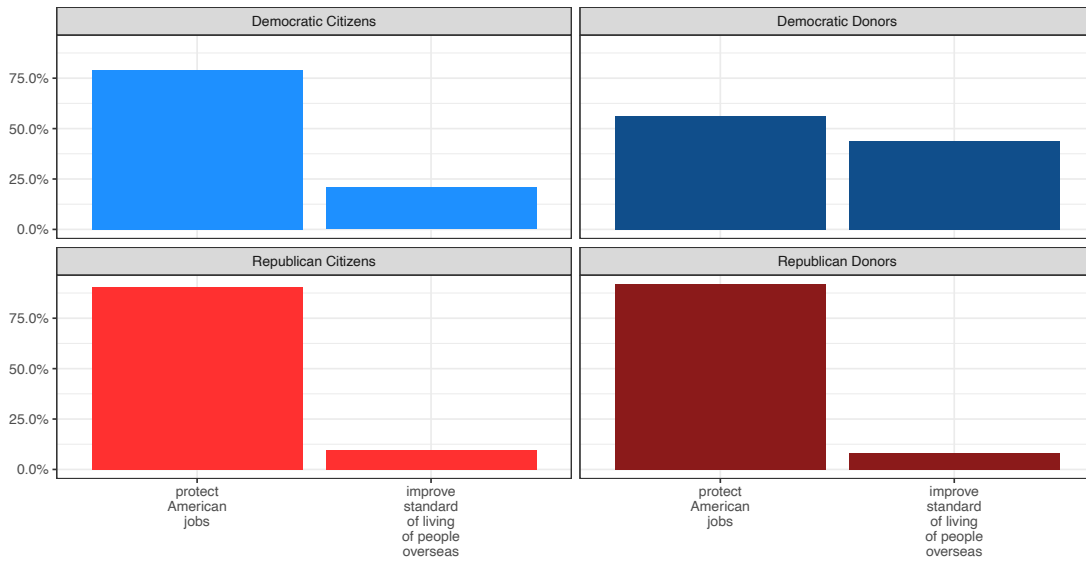 Democratic Citizens
Democratic Donors
75.0%
50.0%
25.0%
0.0%
Republican Citizens
Republican Donors
75.0%
50.0%
25.0%
0.0%
protect
American
jobs
improve
standard
of living
of people
overseas
protect
American
jobs
improve
standard
of living
of people
overseas